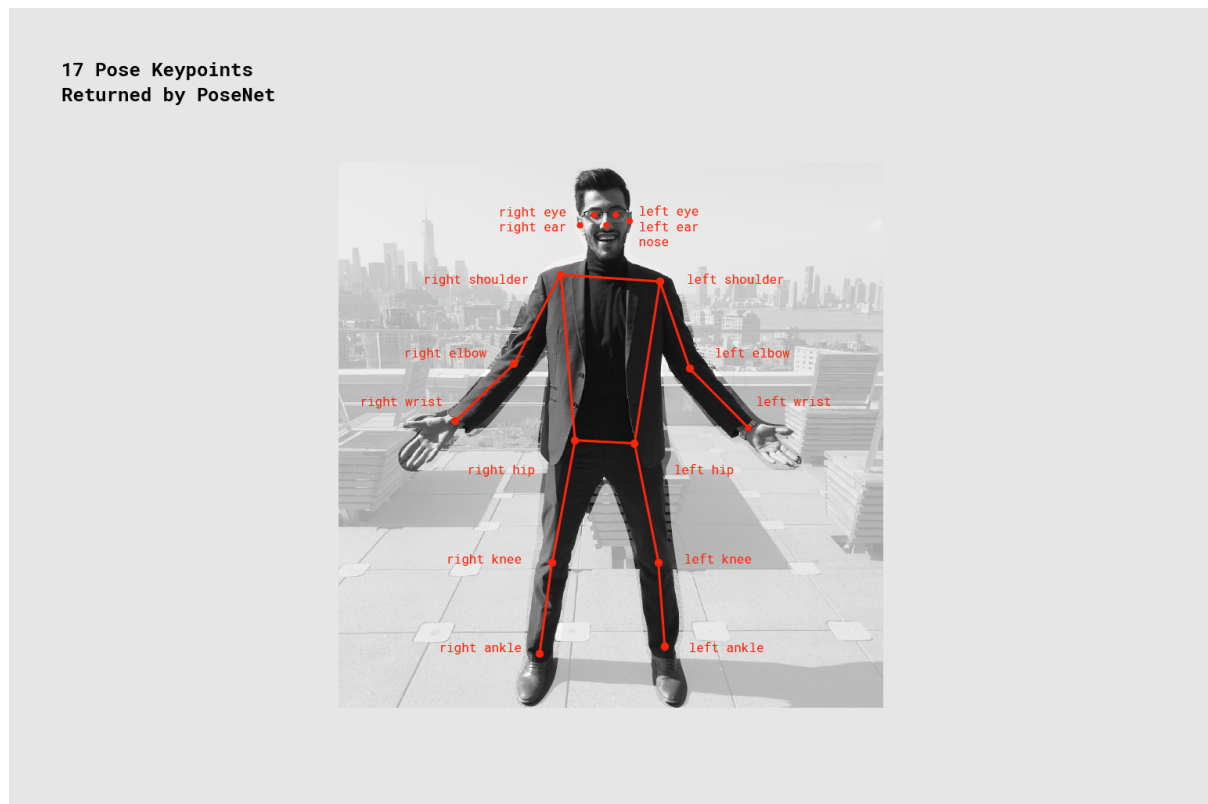 17 Pose Keypoints
Returned by PoseNet
right eye
left eye
right ear
left ear
nose
right shoulder
left shoulder
right elbow
left elbow
right wrist
left wrist
right hip
left hip
right knee
left knee
right ankle
left ankle